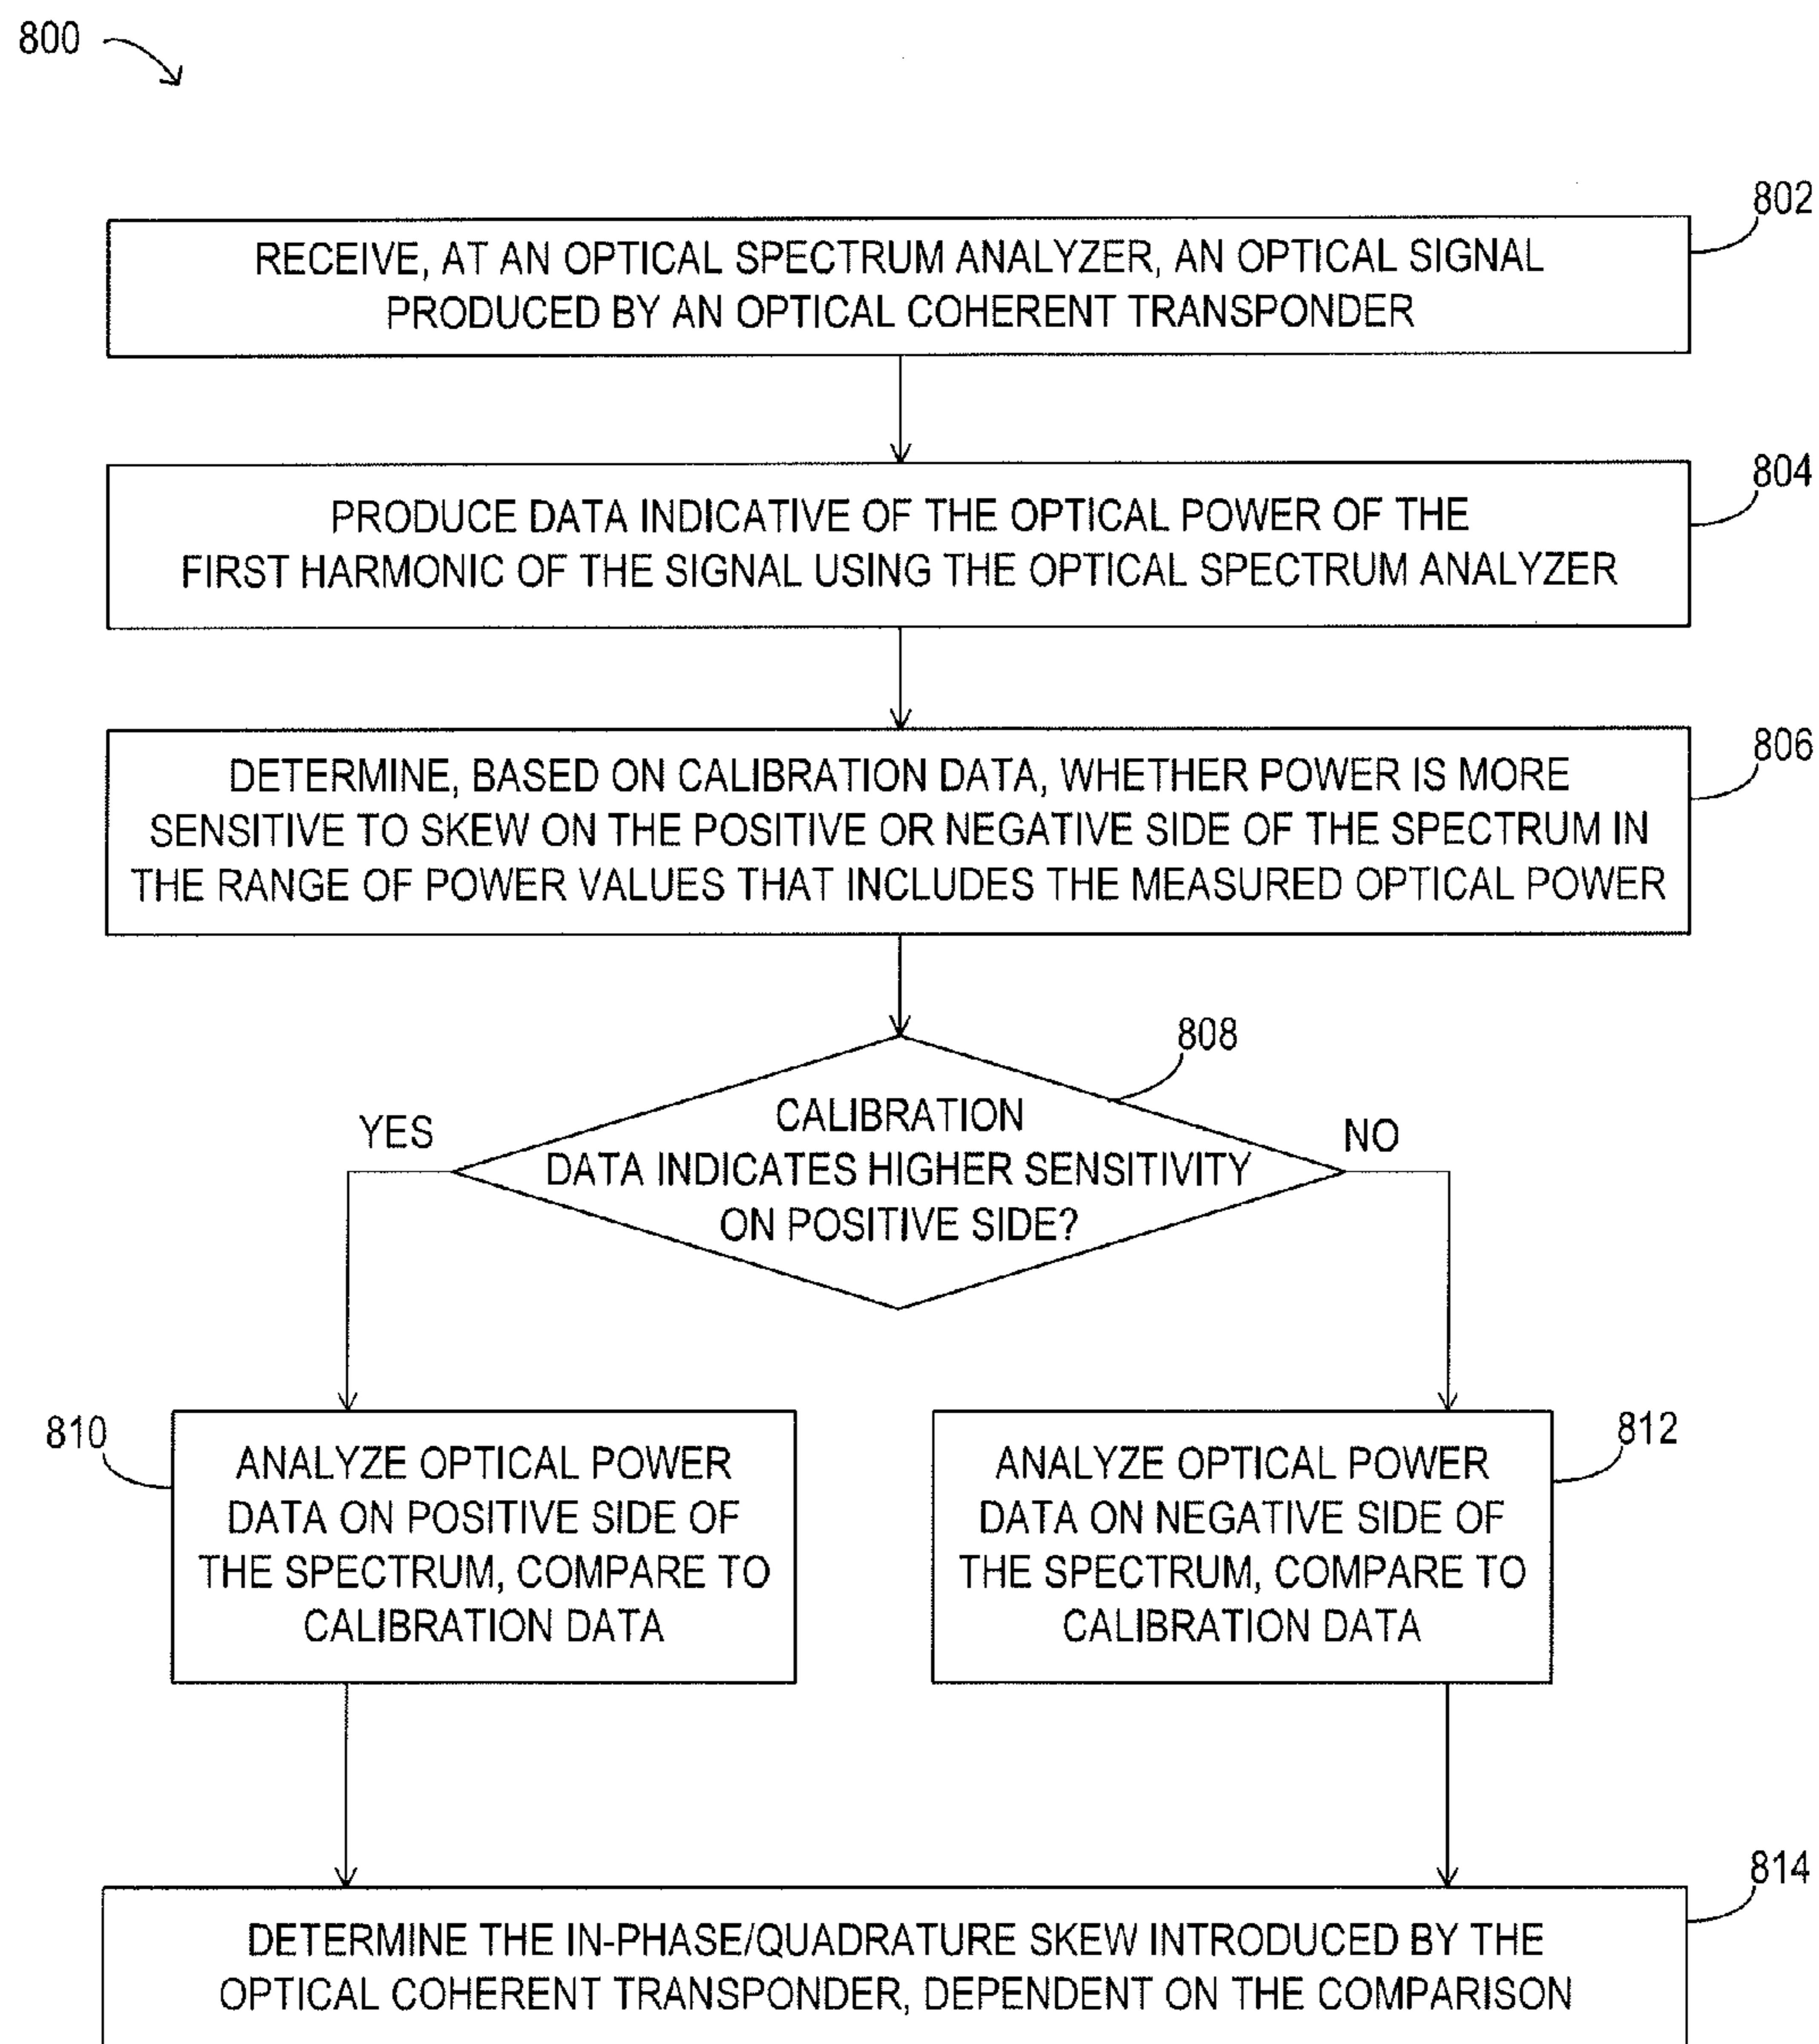 800
802
RECEIVE, AT AN OPTICAL SPECTRUM ANALYZER, AN OPTICAL SIGNAL
PRODUCED BY AN OPTICAL COHERENT TRANSPONDER
804
PRODUCE DATA INDICATIVE OF THE OPTICAL POWER OF THE
FIRST HARMONIC OF THE SIGNAL USING THE OPTICAL SPECTRUM ANALYZER
806
DETERMINE, BASED ON CALIBRATION DATA, WHETHER POWER IS MORE
SENSITIVE TO SKEW ON THE POSITIVE OR NEGATIVE SIDE OF THE SPECTRUM IN
THE RANGE OF POWER VALUES THAT INCLUDES THE MEASURED OPTICAL POWER
808
CALIBRATION
DATA INDICATES HIGHER SENSITIVITY
ON POSITIVE SIDE?
YES
NO
810
ANALYZE OPTICAL POWER
DATA ON POSITIVE SIDE OF
THE SPECTRUM, COMPARE TO
CALIBRATION DATA
812
ANALYZE OPTICAL POWER
DATA ON NEGATIVE SIDE OF
THE SPECTRUM, COMPARE TO
CALIBRATION DATA
814
DETERMINE THE IN-PHASE/QUADRATURE SKEW INTRODUCED BY THE
OPTICAL COHERENT TRANSPONDER, DEPENDENT ON THE COMPARISON